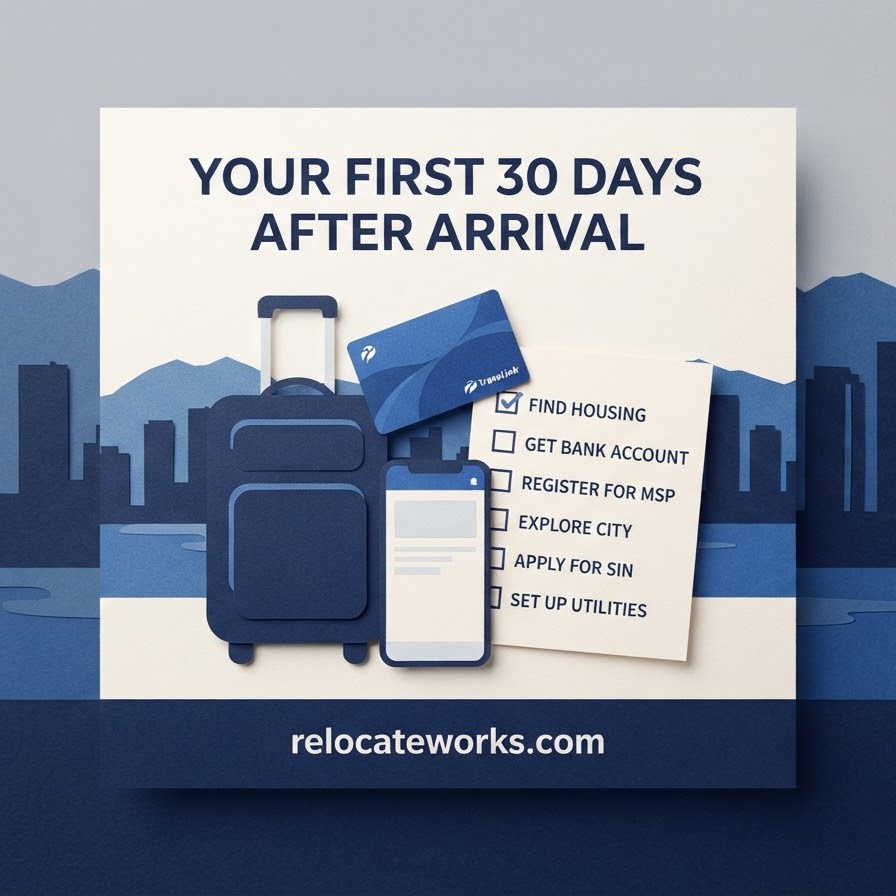 YOUR FIRST 30 DAYS
AFTER ARRIVAL
TransLink
FIND HOUSING
GET BANK ACCOUNT
REGISTER FOR MSP
EXPLORE CITY
APPLY FOR SIN
SET UP UTILITIES
relocateworks.com